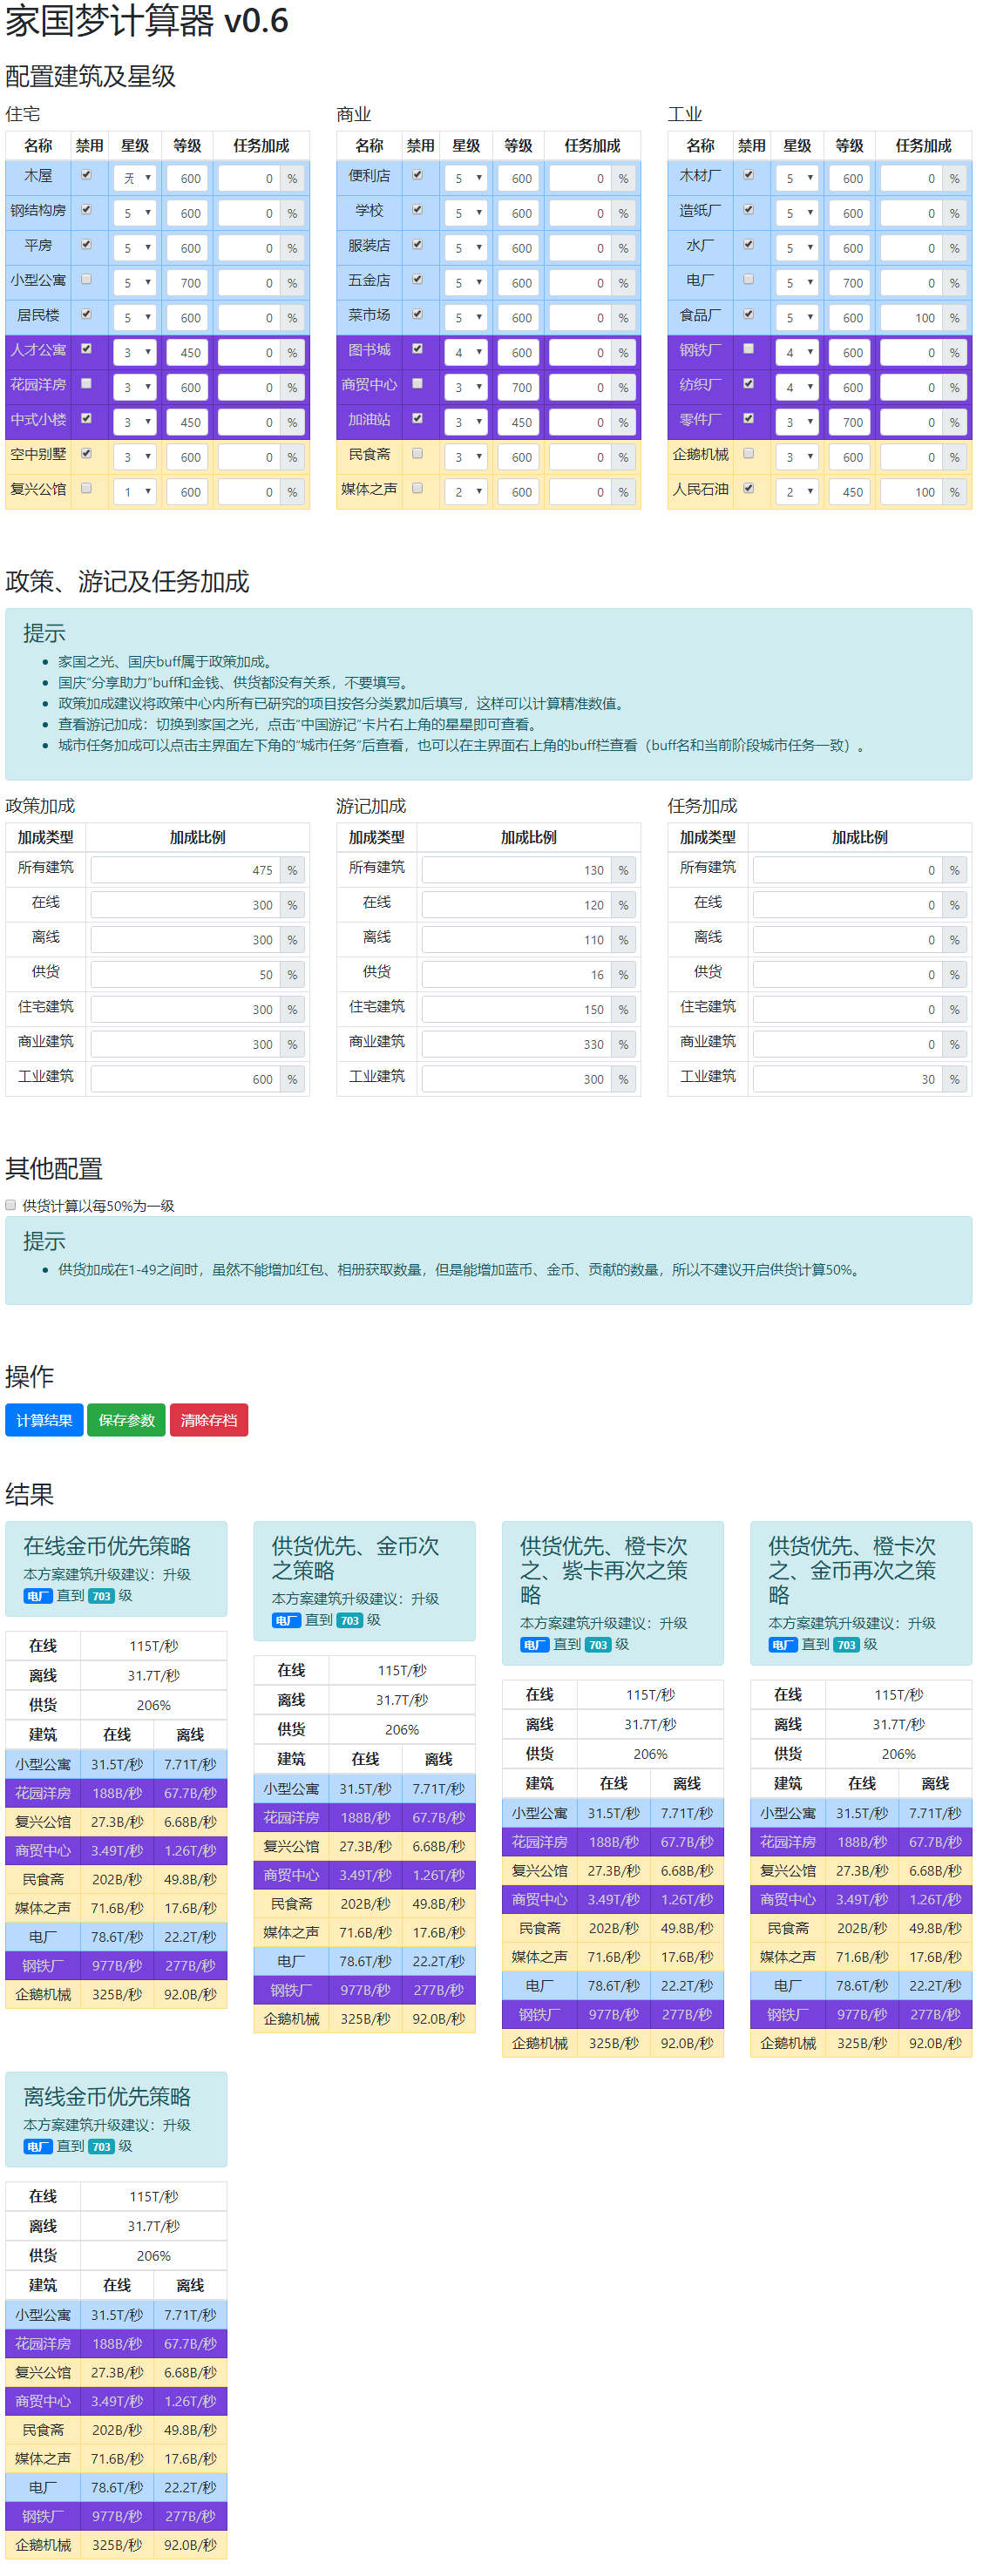 家国梦计算器 v0.6
配置建筑及星级
住宅
名称 禁用 星级 等级 任务加成
木屋 无 600 0 %
钢结构房 5 600 0 %
平房 5 600 0 %
小型公寓 5 700 0 %
居民楼 5 600 0 %
人才公寓 3 450 0 %
花园洋房 3 600 0 %
中式小楼 3 450 0 %
空中别墅 3 600 0 %
复兴公馆 1 600 0 %
商业
名称 禁用 星级 等级 任务加成
便利店 5 600 0 %
学校 5 600 0 %
服装店 5 600 0 %
五金店 5 600 0 %
菜市场 5 600 0 %
图书城 4 600 0 %
商贸中心 3 700 0 %
加油站 3 450 0 %
民食斋 3 600 0 %
媒体之声 2 600 0 %
工业
名称 禁用 星级 等级 任务加成
木材厂 5 600 0 %
造纸厂 5 600 0 %
水厂 5 600 0 %
电厂 5 700 0 %
食品厂 5 600 100 %
钢铁厂 4 600 0 %
纺织厂 4 600 0 %
零件厂 3 700 0 %
企鹅机械 3 600 0 %
人民石油 2 450 100 %
政策、游记及任务加成
提示
家国之光、国庆buff属于政策加成。
国庆"分享助力"buff和金钱、供货都没有关系，不要填写。
政策加成建议将政策中心内所有已研究的项目按各分类累加后填写，这样可以计算精准数值。
查看游记加成：切换到家国之光，点击"中国游记"卡片右上角的星星即可查看。
城市任务加成可以点击主界面左下角的"城市任务"后查看，也可以在主界面右上角的buff栏查看（buff名和当前阶段城市任务一致）。
政策加成
加成类型 加成比例
所有建筑 475 %
在线 300 %
离线 300 %
供货 50 %
住宅建筑 300 %
商业建筑 300 %
工业建筑 600 %
游记加成
加成类型 加成比例
所有建筑 130 %
在线 120 %
离线 110 %
供货 16 %
住宅建筑 150 %
商业建筑 330 %
工业建筑 300 %
任务加成
加成类型 加成比例
所有建筑 0 %
在线 0 %
离线 0 %
供货 0 %
住宅建筑 0 %
商业建筑 0 %
工业建筑 30 %
其他配置
供货计算以每50%为一级
提示
供货加成在1-49之间时，虽然不能增加红包、相册获取数量，但是能增加蓝币、金币、贡献的数量，所以不建议开启供货计算50%。
操作
计算结果 保存参数 清除存档
结果
在线金币优先策略
本方案建筑升级建议：升级
电厂 直到 703 级
在线 115T/秒
离线 31.7T/秒
供货 206%
建筑 在线 离线
小型公寓 31.5T/秒 7.71T/秒
花园洋房 188B/秒 67.7B/秒
复兴公馆 27.3B/秒 6.68B/秒
商贸中心 3.49T/秒 1.26T/秒
民食斋 202B/秒 49.8B/秒
媒体之声 71.6B/秒 17.6B/秒
电厂 78.6T/秒 22.2T/秒
钢铁厂 977B/秒 277B/秒
企鹅机械 325B/秒 92.0B/秒
供货优先、金币次
之策略
本方案建筑升级建议：升级
电厂 直到 703 级
在线 115T/秒
离线 31.7T/秒
供货 206%
建筑 在线 离线
小型公寓 31.5T/秒 7.71T/秒
花园洋房 188B/秒 67.7B/秒
复兴公馆 27.3B/秒 6.68B/秒
商贸中心 3.49T/秒 1.26T/秒
民食斋 202B/秒 49.8B/秒
媒体之声 71.6B/秒 17.6B/秒
电厂 78.6T/秒 22.2T/秒
钢铁厂 977B/秒 277B/秒
企鹅机械 325B/秒 92.0B/秒
供货优先、橙卡次
之、紫卡再次之策
略
本方案建筑升级建议：升级
电厂 直到 703 级
在线 115T/秒
离线 31.7T/秒
供货 206%
建筑 在线 离线
小型公寓 31.5T/秒 7.71T/秒
花园洋房 188B/秒 67.7B/秒
复兴公馆 27.3B/秒 6.68B/秒
商贸中心 3.49T/秒 1.26T/秒
民食斋 202B/秒 49.8B/秒
媒体之声 71.6B/秒 17.6B/秒
电厂 78.6T/秒 22.2T/秒
钢铁厂 977B/秒 277B/秒
企鹅机械 325B/秒 92.0B/秒
供货优先、橙卡次
之、金币再次之策
略
本方案建筑升级建议：升级
电厂 直到 703 级
在线 115T/秒
离线 31.7T/秒
供货 206%
建筑 在线 离线
小型公寓 31.5T/秒 7.71T/秒
花园洋房 188B/秒 67.7B/秒
复兴公馆 27.3B/秒 6.68B/秒
商贸中心 3.49T/秒 1.26T/秒
民食斋 202B/秒 49.8B/秒
媒体之声 71.6B/秒 17.6B/秒
电厂 78.6T/秒 22.2T/秒
钢铁厂 977B/秒 277B/秒
企鹅机械 325B/秒 92.0B/秒
离线金币优先策略
本方案建筑升级建议：升级
电厂 直到 703 级
在线 115T/秒
离线 31.7T/秒
供货 206%
建筑 在线 离线
小型公寓 31.5T/秒 7.71T/秒
花园洋房 188B/秒 67.7B/秒
复兴公馆 27.3B/秒 6.68B/秒
商贸中心 3.49T/秒 1.26T/秒
民食斋 202B/秒 49.8B/秒
媒体之声 71.6B/秒 17.6B/秒
电厂 78.6T/秒 22.2T/秒
钢铁厂 977B/秒 277B/秒
企鹅机械 325B/秒 92.0B/秒